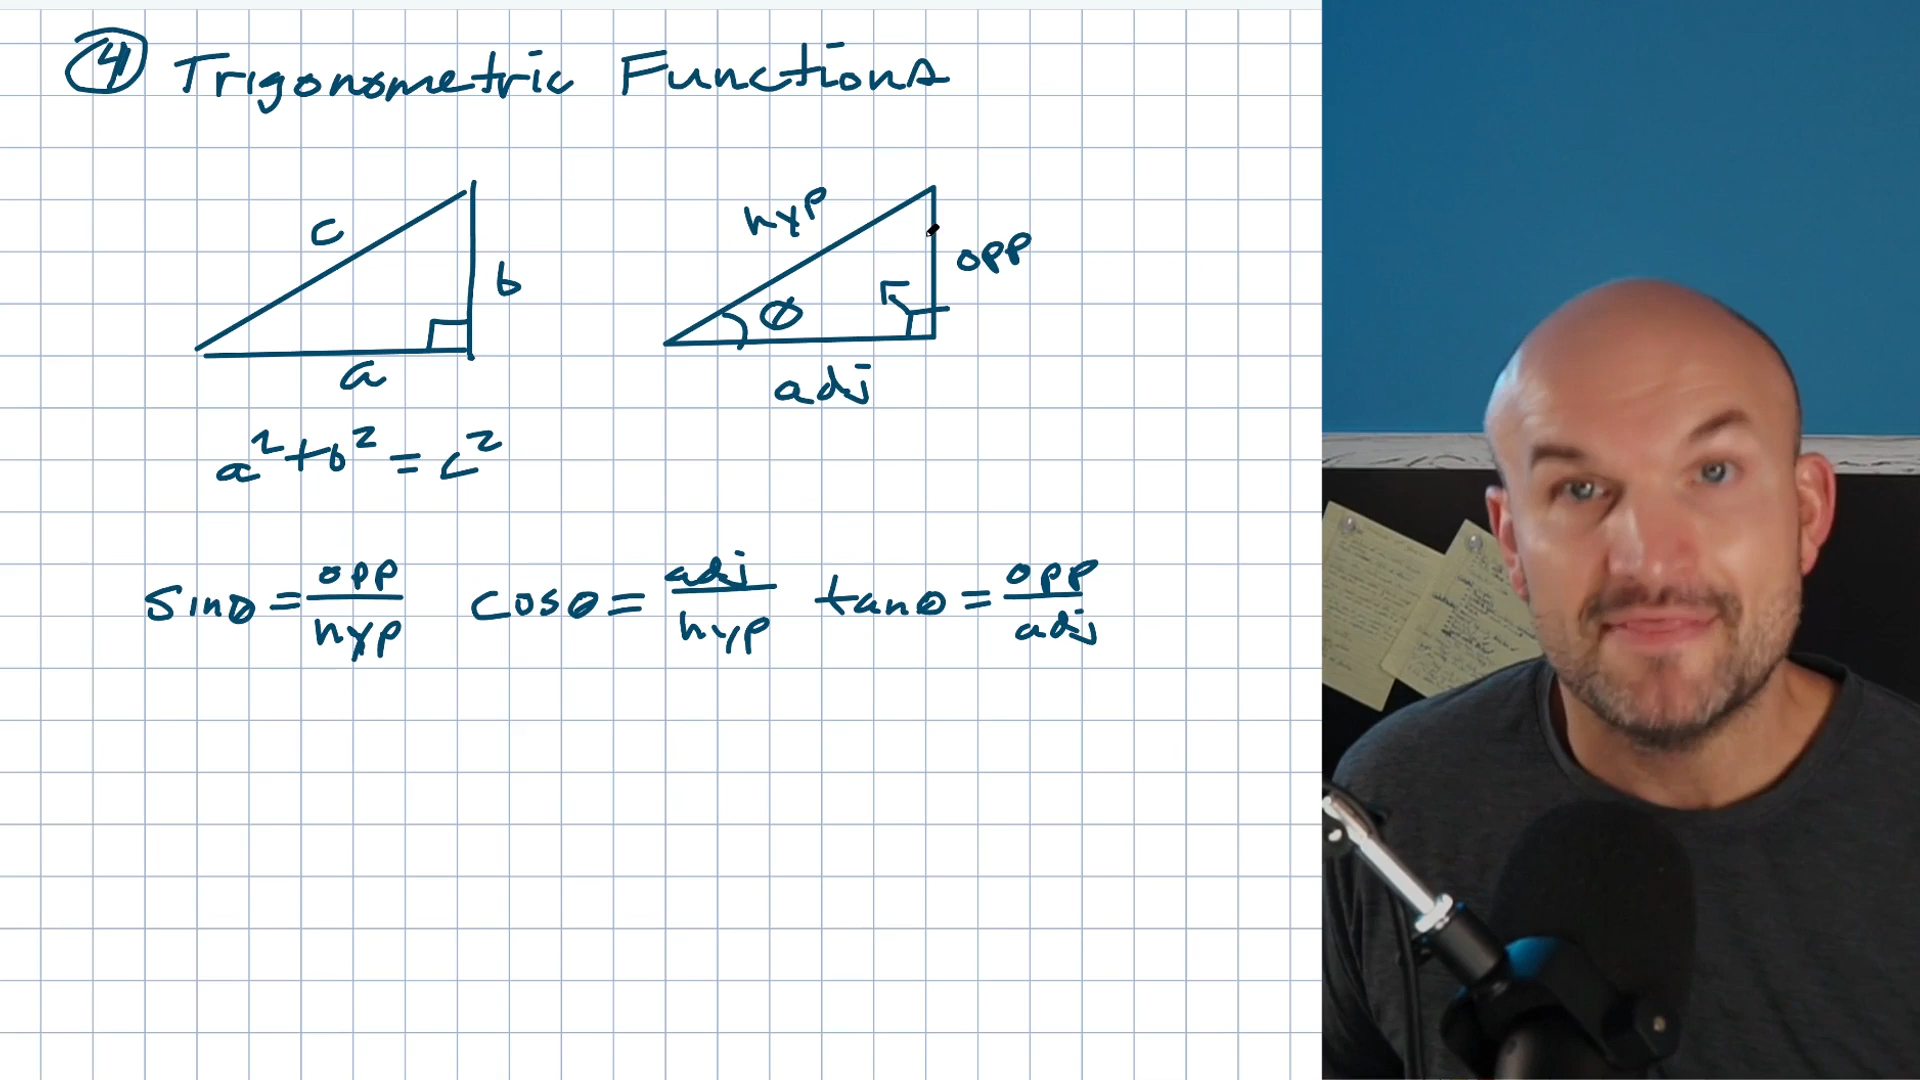 ④ Trigonometric Functions
c
b
a
hyp
opp
θ
adj
a² + b² = c²
sinθ = opp/hyp cosθ = adj/hyp tanθ = opp/adj